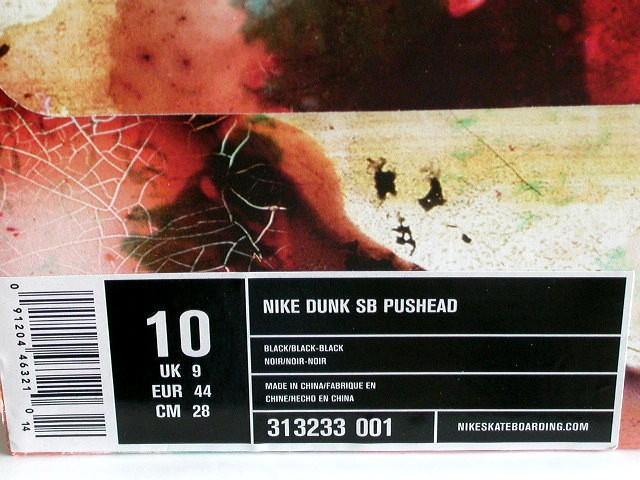 0 91204 46321 0 14
10
UK 9
EUR 44
CM 28
NIKE DUNK SB PUSHEAD
BLACK/BLACK-BLACK
NOIR/NOIR-NOIR
MADE IN CHINA/FABRIQUE EN
CHINE/HECHO EN CHINA
313233 001
NIKESKATEBOARDING.COM